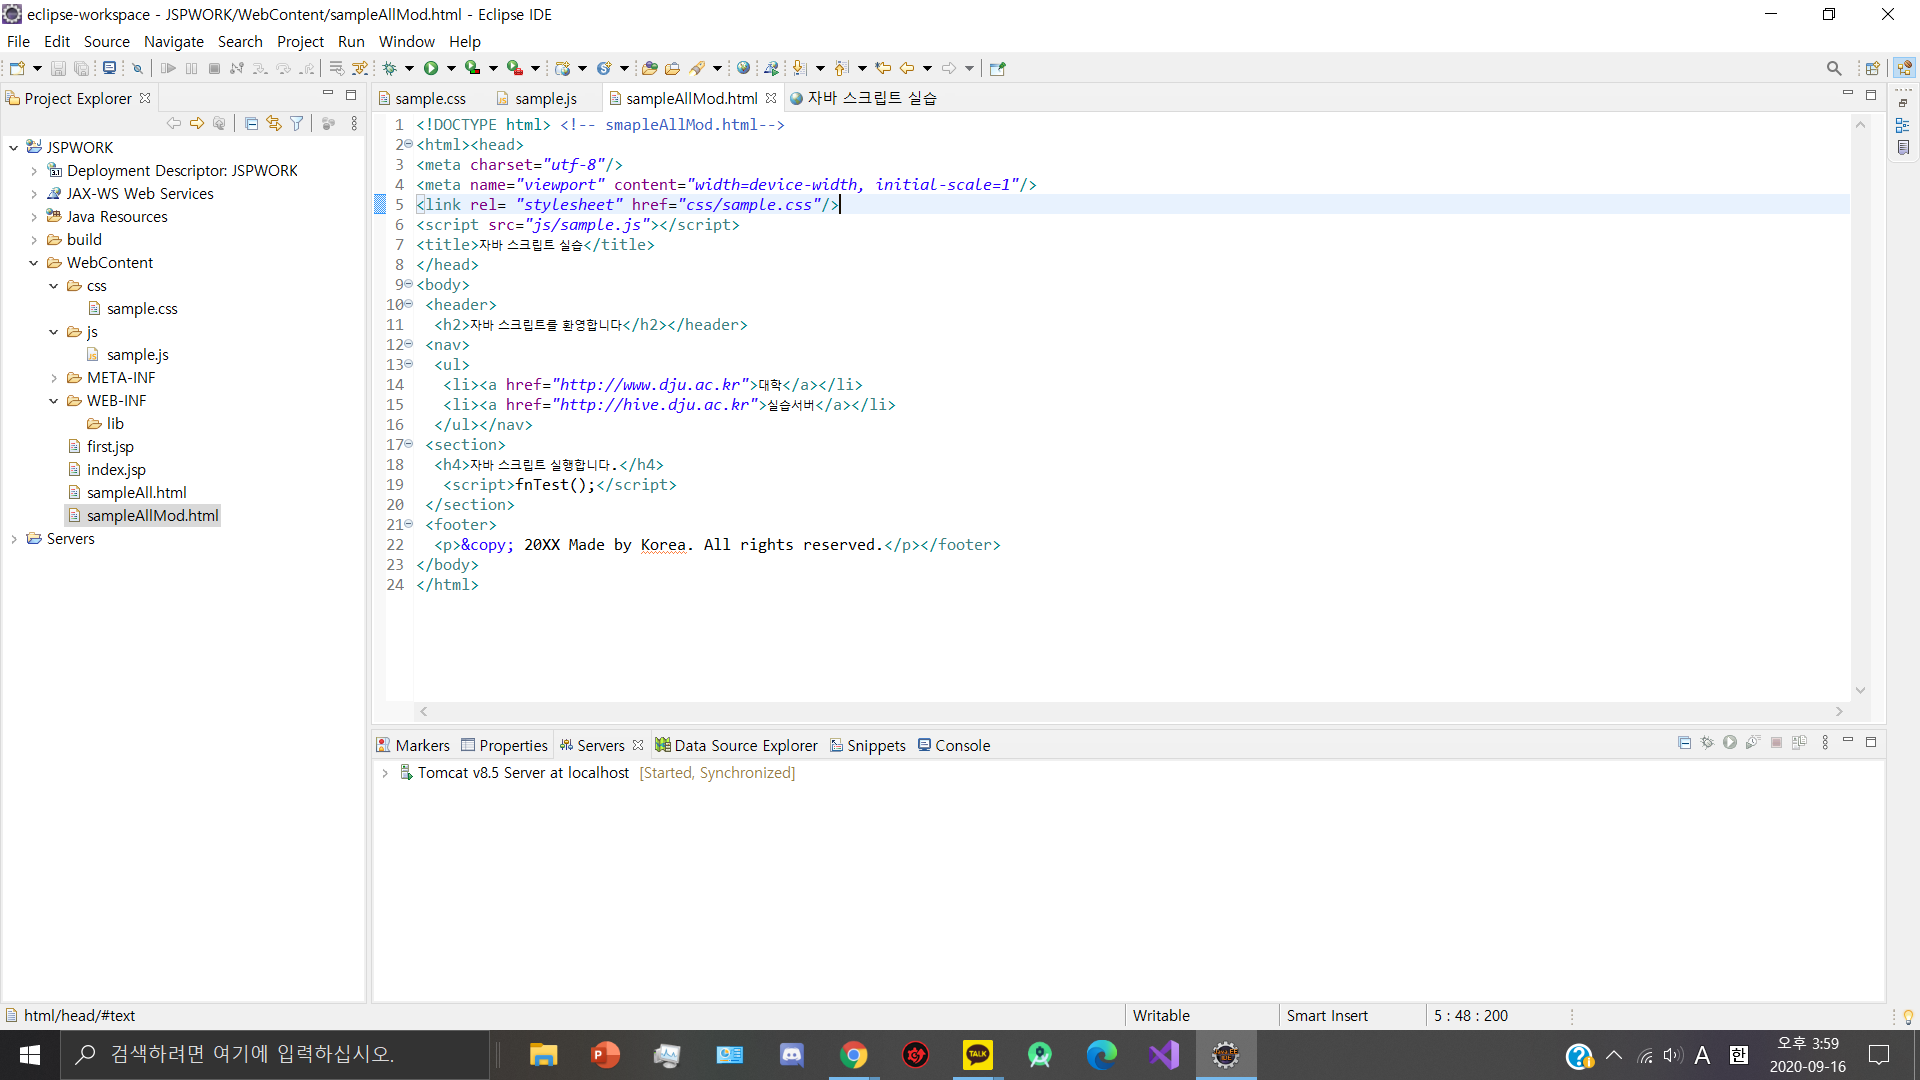 eclipse-workspace - JSPWORK/WebContent/sampleAllMod.html - Eclipse IDE
File Edit Source Navigate Search Project Run Window Help
Project Explorer
JSPWORK
Deployment Descriptor: JSPWORK
JAX-WS Web Services
Java Resources
build
WebContent
css
sample.css
js
sample.js
META-INF
WEB-INF
lib
first.jsp
index.jsp
sampleAll.html
sampleAllMod.html
Servers
sample.css sample.js sampleAllMod.html 자바 스크립트 실습
1 <!DOCTYPE html> <!-- smapleAllMod.html-->
2 <html><head>
3 <meta charset="utf-8"/>
4 <meta name="viewport" content="width=device-width, initial-scale=1"/>
5 <link rel= "stylesheet" href="css/sample.css"/>
6 <script src="js/sample.js"></script>
7 <title>자바 스크립트 실습</title>
8 </head>
9 <body>
10 <header>
11 <h2>자바 스크립트를 환영합니다</h2></header>
12 <nav>
13 <ul>
14 <li><a href="http://www.dju.ac.kr">대학</a></li>
15 <li><a href="http://hive.dju.ac.kr">실습서버</a></li>
16 </ul></nav>
17 <section>
18 <h4>자바 스크립트 실행합니다.</h4>
19 <script>fnTest();</script>
20 </section>
21 <footer>
22 <p>&copy; 20XX Made by Korea. All rights reserved.</p></footer>
23 </body>
24 </html>
Markers Properties Servers Data Source Explorer Snippets Console
Tomcat v8.5 Server at localhost [Started, Synchronized]
html/head/#text Writable Smart Insert 5 : 48 : 200
검색하려면 여기에 입력하십시오.
TALK
A 한
오후 3:59
2020-09-16